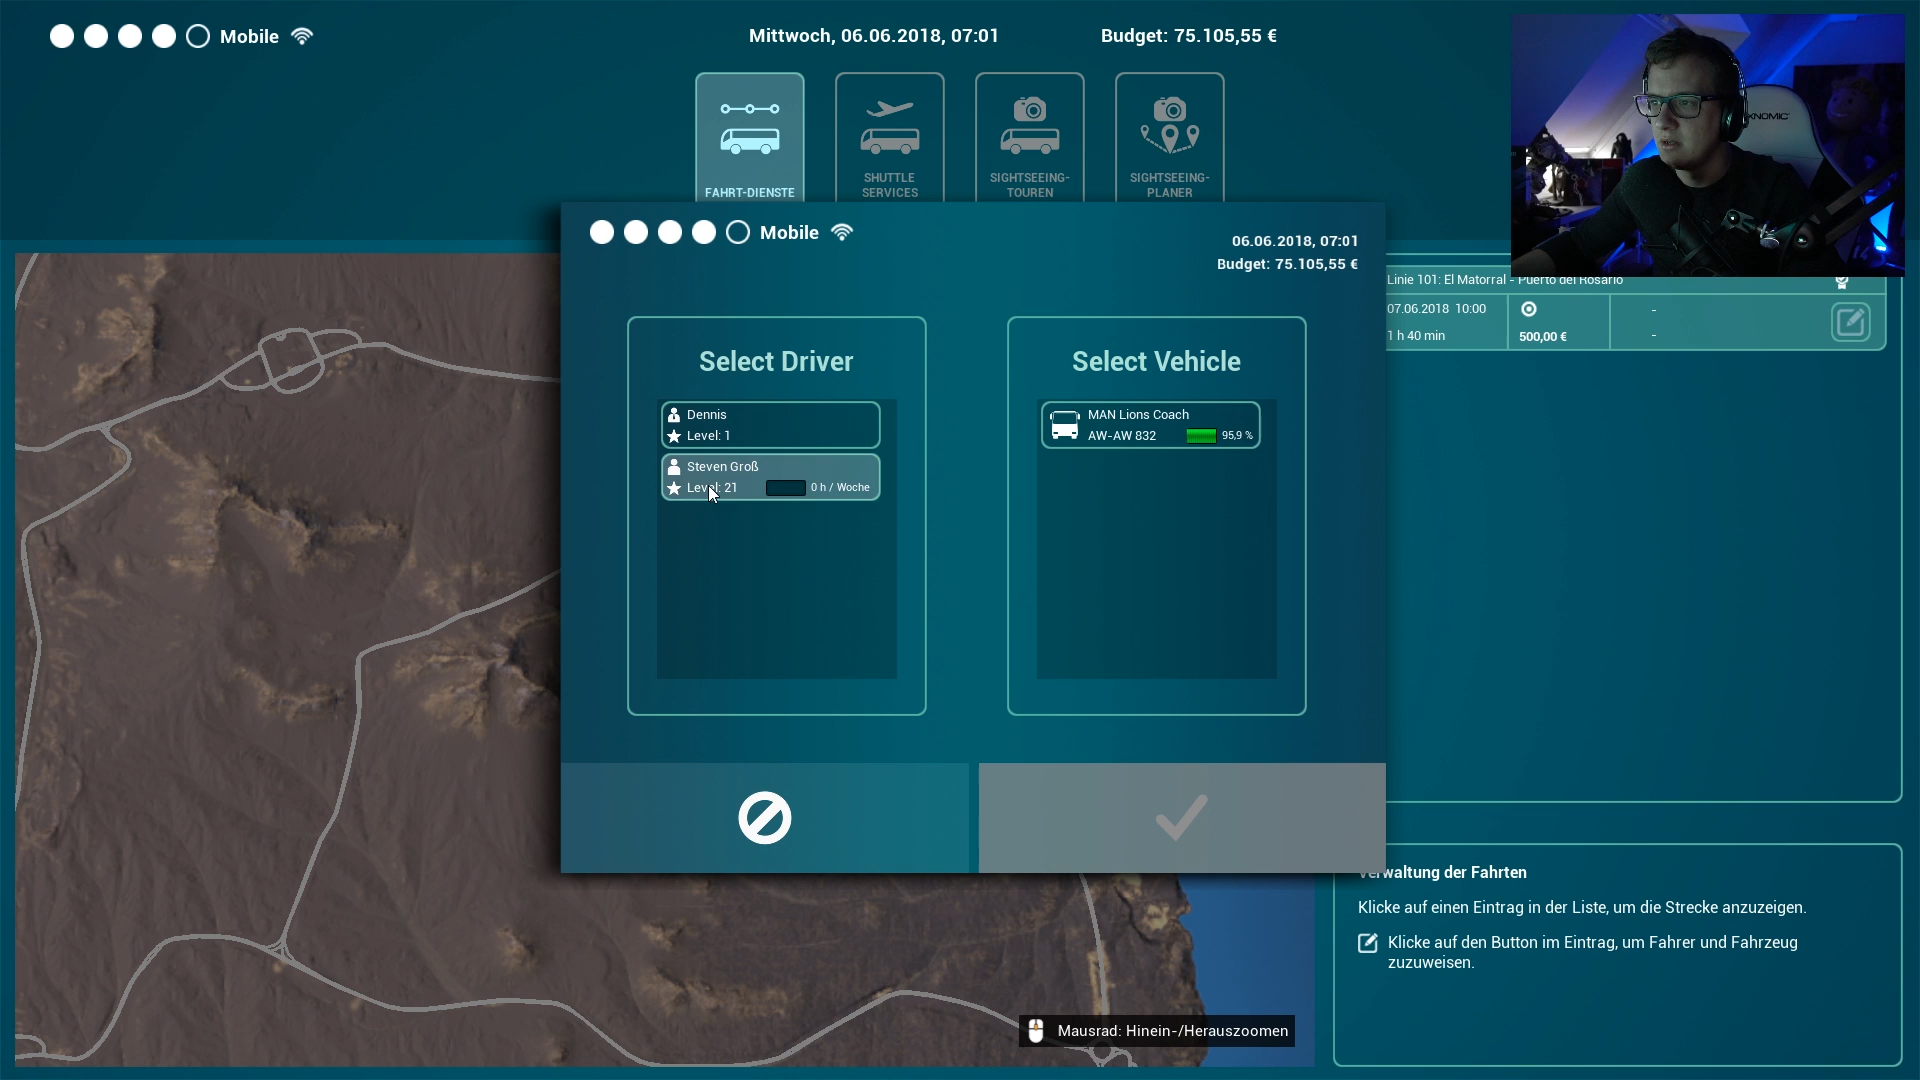 Mobile
Mittwoch, 06.06.2018, 07:01
Budget: 75.105,55 €
FAHRT-DIENSTE
SHUTTLE
SERVICES
SIGHTSEEING-
TOUREN
SIGHTSEEING-
PLANER
Mobile
06.06.2018, 07:01
Budget: 75.105,55 €
Select Driver
Dennis
Level: 1
Steven Groß
Level: 21
0 h / Woche
Select Vehicle
MAN Lions Coach
AW-AW 832
95,9 %
Linie 101: El Matorral - Puerto del Rosario
07.06.2018 10:00
1 h 40 min
500,00 €
-
-
Verwaltung der Fahrten
Klicke auf einen Eintrag in der Liste, um die Strecke anzuzeigen.
Klicke auf den Button im Eintrag, um Fahrer und Fahrzeug
zuzuweisen.
Mausrad: Hinein-/Herauszoomen